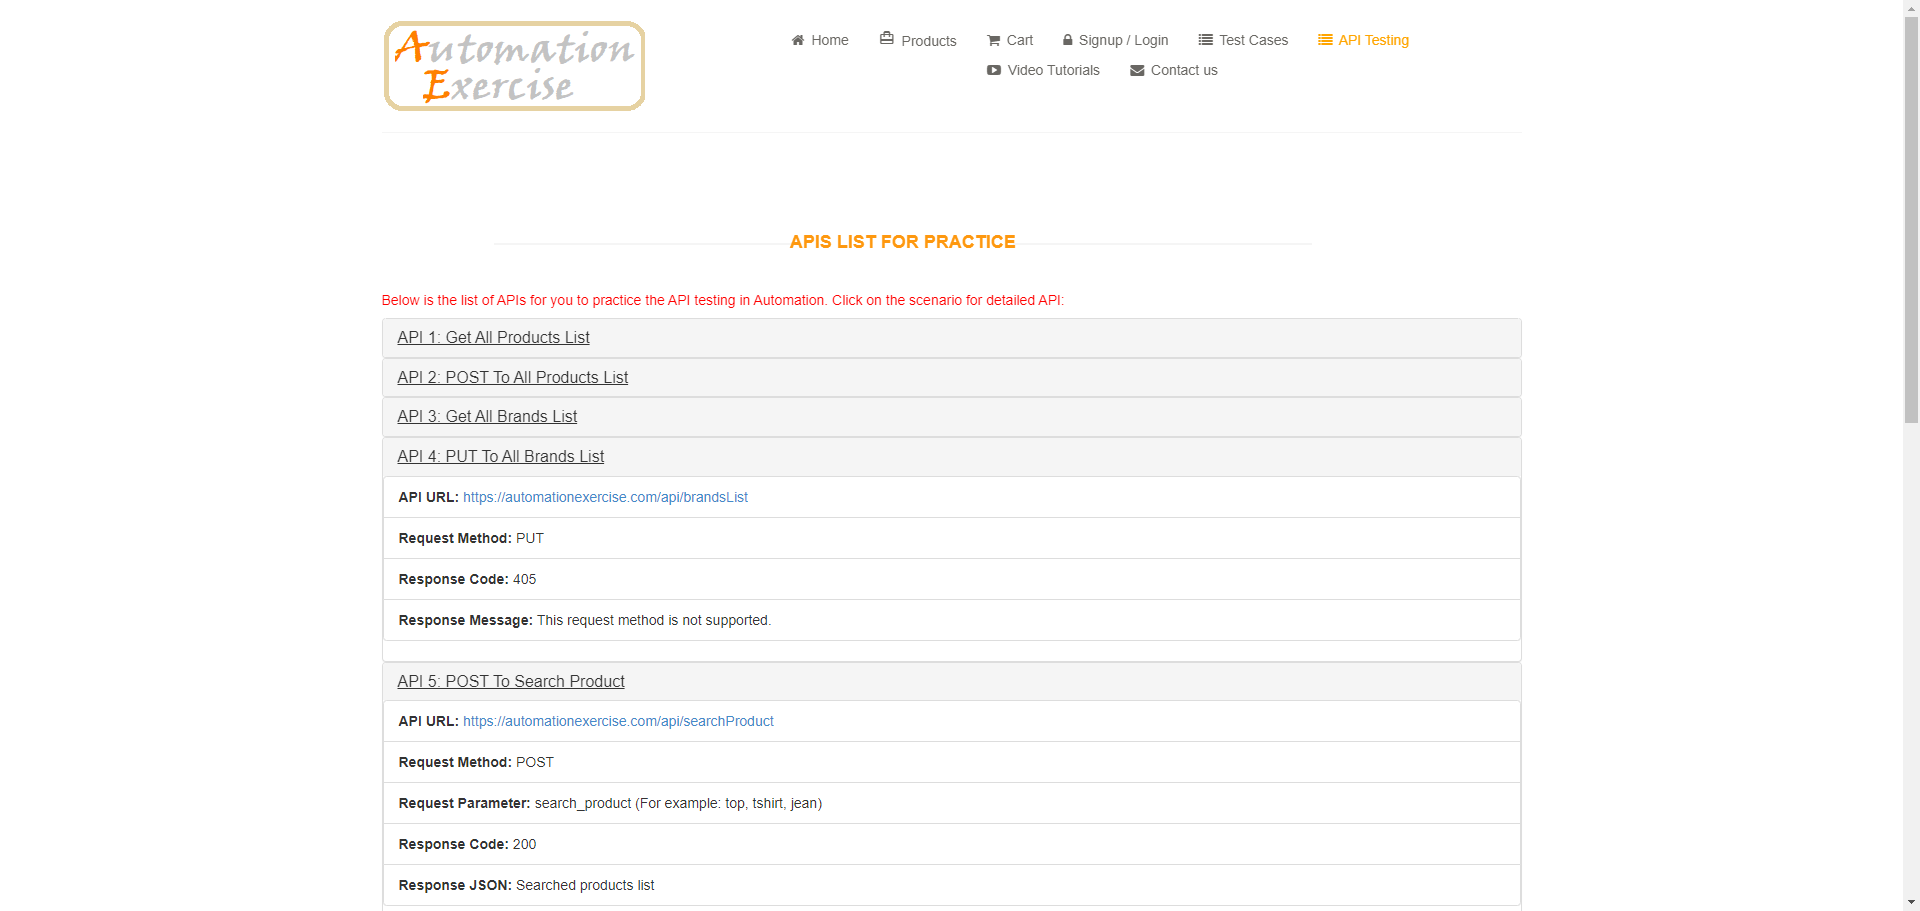 Automation
Exercise
Home
Products
Cart
Signup / Login
Test Cases
API Testing
Video Tutorials
Contact us
APIS LIST FOR PRACTICE
Below is the list of APIs for you to practice the API testing in Automation. Click on the scenario for detailed API:
API 1: Get All Products List
API 2: POST To All Products List
API 3: Get All Brands List
API 4: PUT To All Brands List
API URL: https://automationexercise.com/api/brandsList
Request Method: PUT
Response Code: 405
Response Message: This request method is not supported.
API 5: POST To Search Product
API URL: https://automationexercise.com/api/searchProduct
Request Method: POST
Request Parameter: search_product (For example: top, tshirt, jean)
Response Code: 200
Response JSON: Searched products list